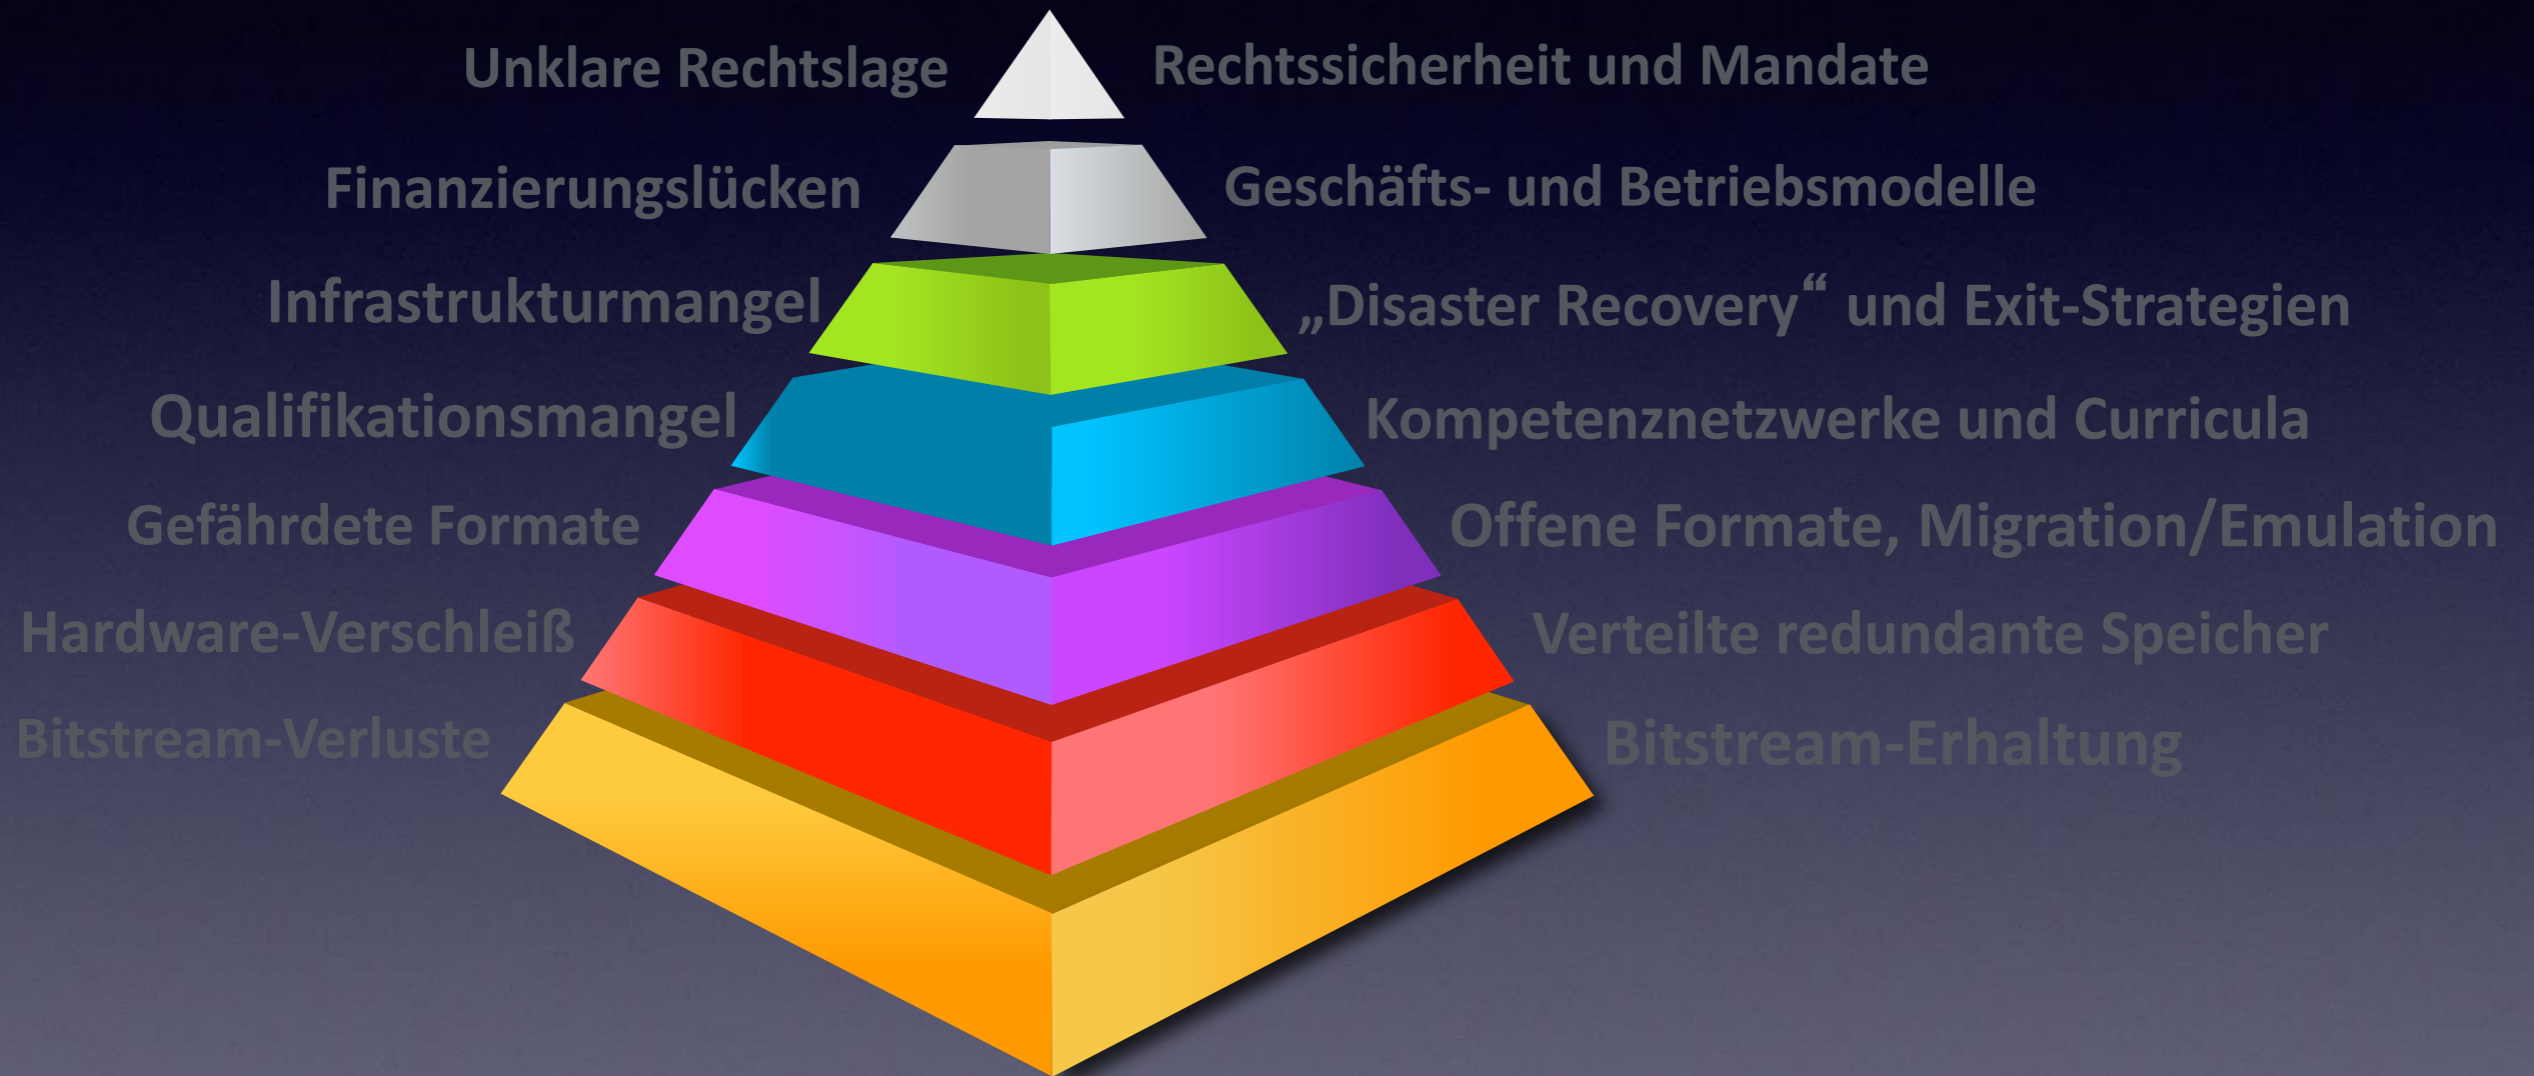 Unklare Rechtslage
Rechtssicherheit und Mandate
Finanzierungslücken
Geschäfts- und Betriebsmodelle
Infrastrukturmangel
„Disaster Recovery“ und Exit-Strategien
Qualifikationsmangel
Kompetenznetzwerke und Curricula
Gefährdete Formate
Offene Formate, Migration/Emulation
Hardware-Verschleiß
Verteilte redundante Speicher
Bitstream-Verluste
Bitstream-Erhaltung